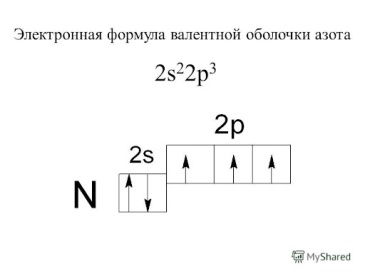 Электронная формула валентной оболочки азота
2s²2p³
2p
2s
N
MyShared